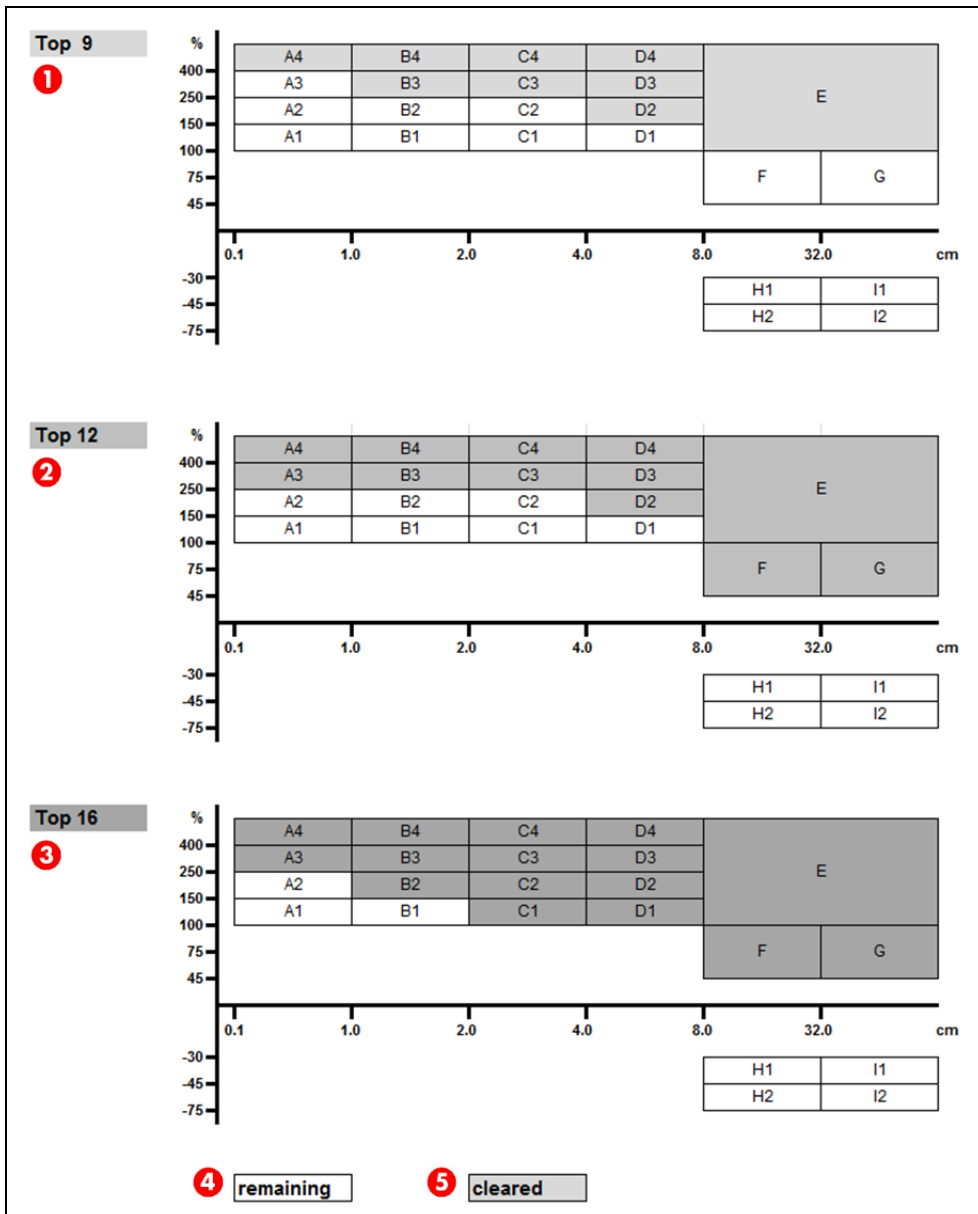 Top 9
1
%
A4 B4 C4 D4
400
A3 B3 C3 D3
E
250
A2 B2 C2 D2
150
A1 B1 C1 D1
100
75
F G
45
0.1 1.0 2.0 4.0 8.0 32.0 cm
-30
H1 I1
-45
H2 I2
-75
Top 12
2
%
A4 B4 C4 D4
400
A3 B3 C3 D3
E
250
A2 B2 C2 D2
150
A1 B1 C1 D1
100
75
F G
45
0.1 1.0 2.0 4.0 8.0 32.0 cm
-30
H1 I1
-45
H2 I2
-75
Top 16
3
%
A4 B4 C4 D4
400
A3 B3 C3 D3
E
250
A2 B2 C2 D2
150
A1 B1 C1 D1
100
75
F G
45
0.1 1.0 2.0 4.0 8.0 32.0 cm
-30
H1 I1
-45
H2 I2
-75
4 remaining 5 cleared